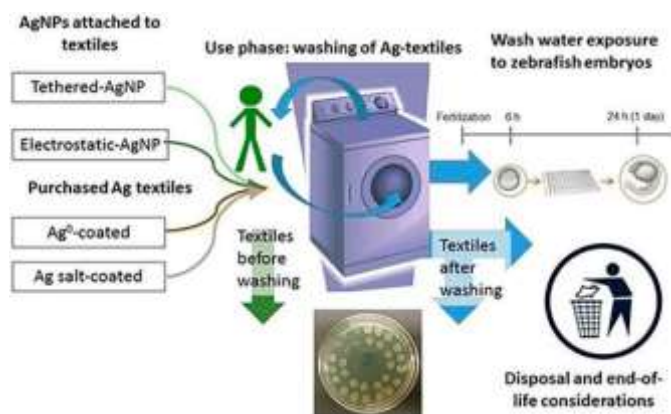 AgNPs attached to
textiles
Tethered-AgNP
Electrostatic-AgNP
Purchased Ag textiles
Ag⁰-coated
Ag salt-coated
Use phase: washing of Ag-textiles
Textiles
before
washing
Textiles
after
washing
Wash water exposure
to zebrafish embryos
Fertilization
6 h
24 h (1 day)
Disposal and end-of-
life considerations